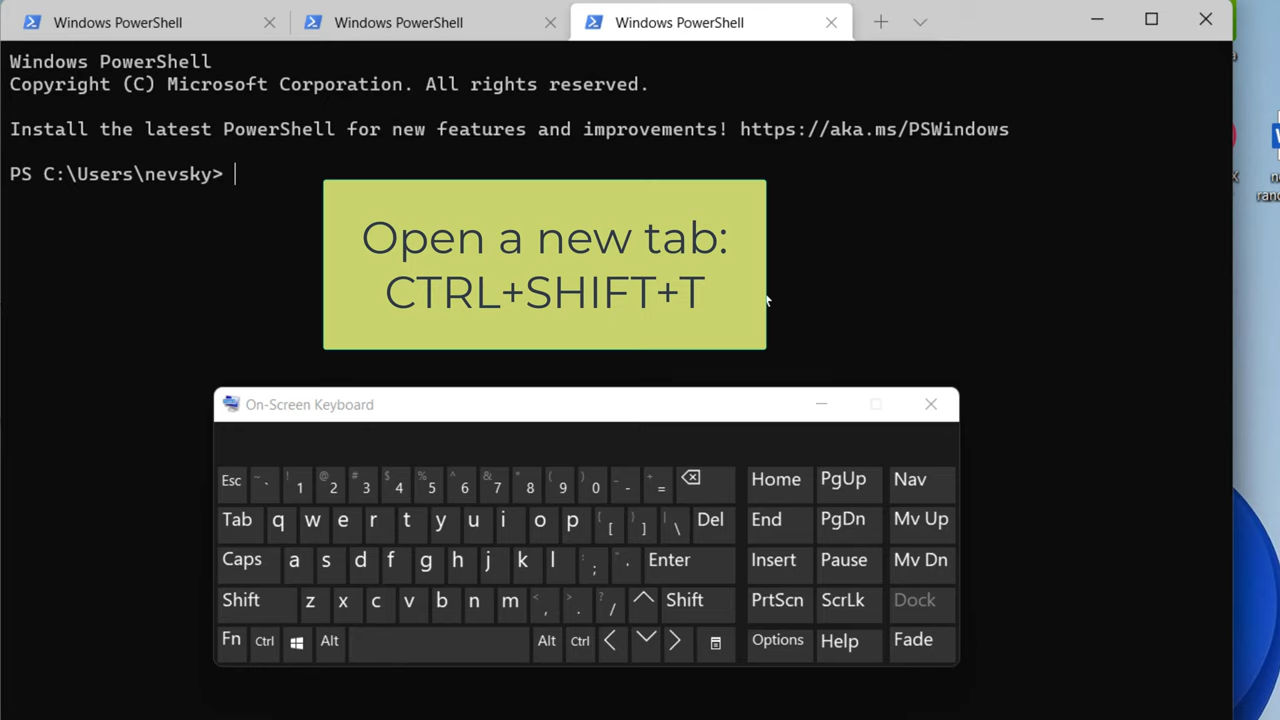 Windows PowerShell
Windows PowerShell
Windows PowerShell
Windows PowerShell
Copyright (C) Microsoft Corporation. All rights reserved.
Install the latest PowerShell for new features and improvements! https://aka.ms/PSWindows
PS C:\Users\nevsky>
Open a new tab:
CTRL+SHIFT+T
On-Screen Keyboard
Esc ~ ` ! 1 @ 2 # 3 $ 4 % 5 ^ 6 & 7 * 8 ( 9 ) 0 _ - + = Home PgUp Nav
Tab q w e r t y u i o p { [ } ] | \ Del End PgDn Mv Up
Caps a s d f g h j k l : ; " ' Enter Insert Pause Mv Dn
Shift z x c v b n m < , > . ? / Shift PrtScn ScrLk Dock
Fn Ctrl Alt Alt Ctrl Options Help Fade